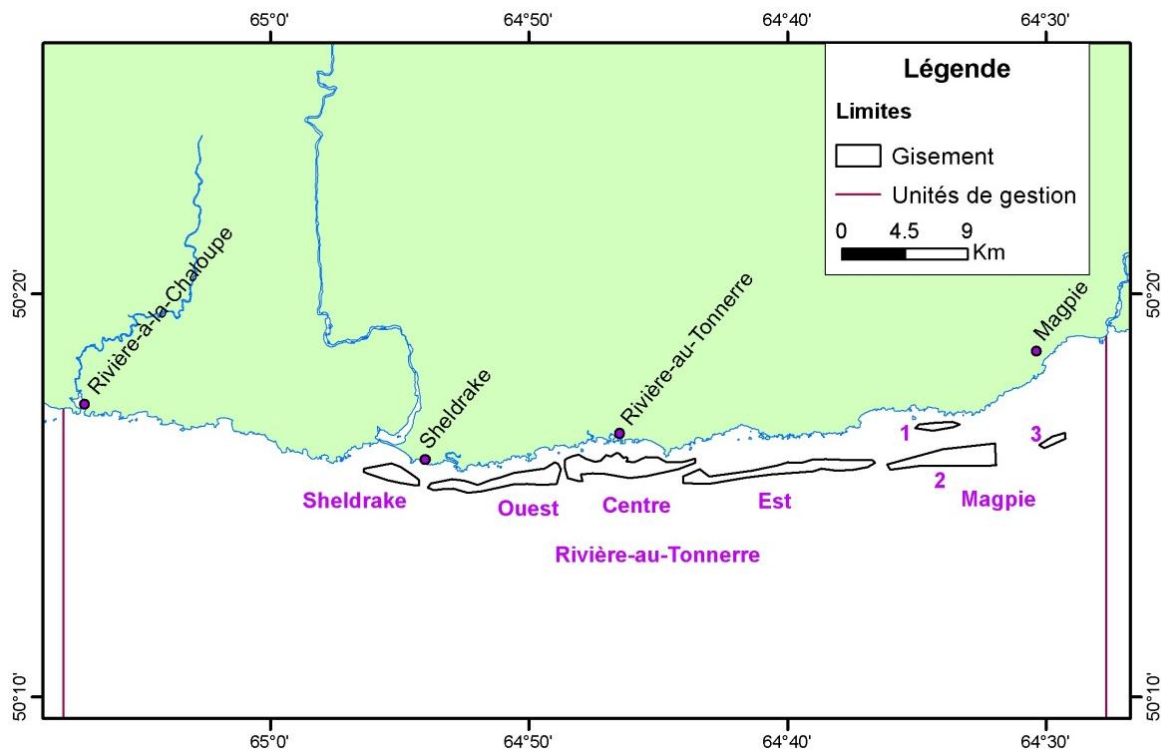 65°0' 64°50' 64°40' 64°30'
Légende
Limites
Gisement
Unités de gestion
0 4.5 9
Km
50°20' 50°20'
Rivière-à-la-Chaloupe
Sheldrake
Rivière-au-Tonnerre
Magpie
1 3
Sheldrake Ouest Centre Est 2 Magpie
Rivière-au-Tonnerre
50°10' 50°10'
65°0' 64°50' 64°40' 64°30'